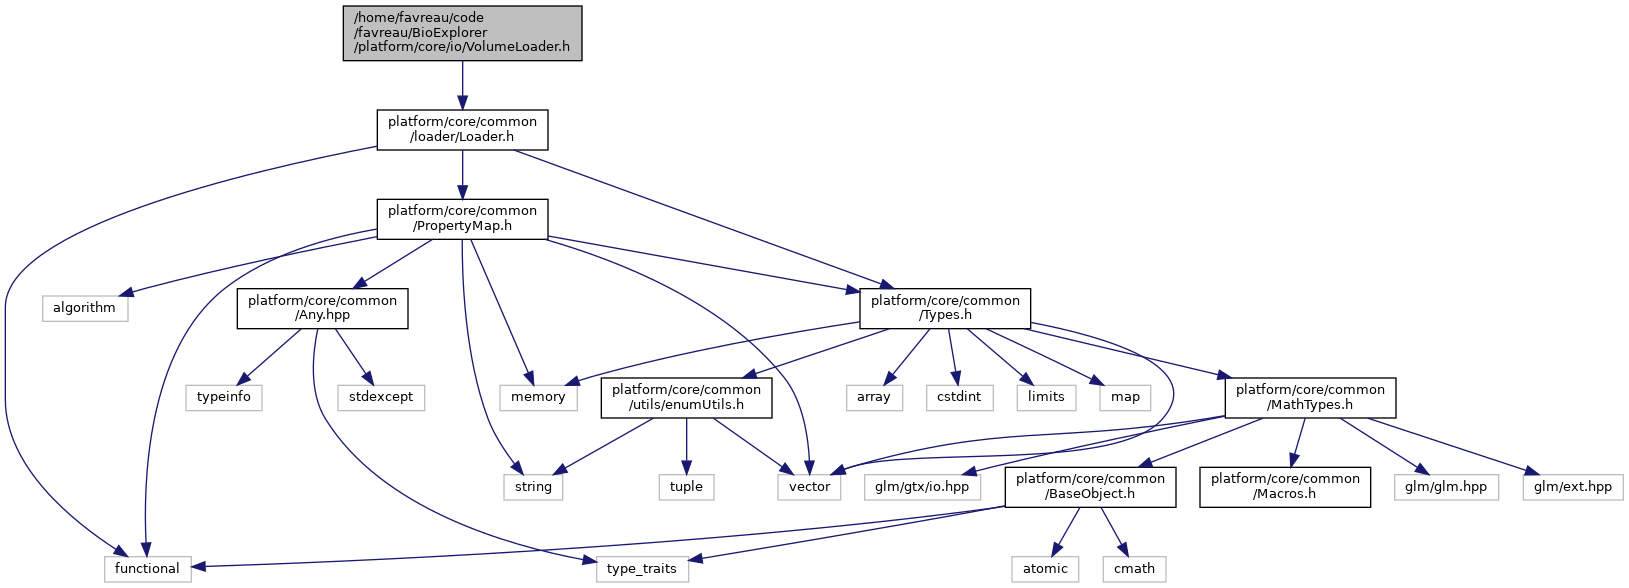 /home/favreau/code
/favreau/BioExplorer
/platform/core/io/VolumeLoader.h
platform/core/common
/loader/Loader.h
platform/core/common
/PropertyMap.h
algorithm
platform/core/common
/Any.hpp
platform/core/common
/Types.h
typeinfo
stdexcept
memory
platform/core/common
/utils/enumUtils.h
array
cstdint
limits
map
platform/core/common
/MathTypes.h
string
tuple
vector
glm/gtx/io.hpp
platform/core/common
/BaseObject.h
platform/core/common
/Macros.h
glm/glm.hpp
glm/ext.hpp
functional
type_traits
atomic
cmath